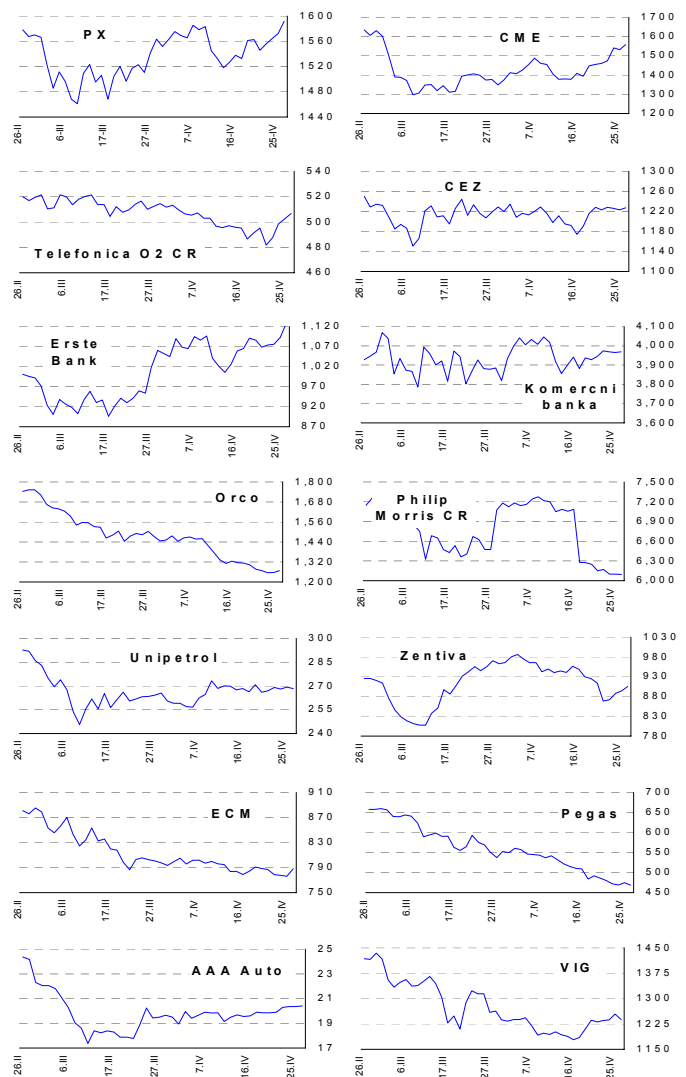 PX
1600
1560
1520
1480
1440
26-II 6-III 17-III 27-III 7-IV 16-IV 25-IV
CME
1700
1600
1500
1400
1300
1200
26.II 6.III 17.III 27.III 7.IV 16.IV 25.IV
Telefonica O2 CR
540
520
500
480
460
26.II 6.III 17.III 27.III 7.IV 16.IV 25.IV
CEZ
1300
1260
1220
1180
1140
1100
26.II 6.III 17.III 27.III 7.IV 16.IV 25.IV
Erste
Bank
1,120
1,070
1,020
970
920
870
26.II 6.III 17.III 27.III 7.IV 16.IV 25.IV
Komercni
banka
4,100
4,000
3,900
3,800
3,700
3,600
26.II 6.III 17.III 27.III 7.IV 16.IV 25.IV
Orco
1,800
1,680
1,560
1,440
1,320
1,200
26.II 6.III 17.III 27.III 7.IV 16.IV 25.IV
Philip
Morris CR
7,500
7,200
6,900
6,600
6,300
6,000
26.II 6.III 17.III 27.III 7.IV 16.IV 25.IV
Unipetrol
300
285
270
255
240
26.II 6.III 17.III 27.III 7.IV 16.IV 25.IV
Zentiva
1030
980
930
880
830
780
26.II 6.III 17.III 27.III 7.IV 16.IV 25.IV
ECM
910
870
830
790
750
26.II 6.III 17.III 27.III 7.IV 16.IV 25.IV
Pegas
700
650
600
550
500
450
26.II 6.III 17.III 27.III 7.IV 16.IV 25.IV
AAA Auto
25
23
21
19
17
26.II 6.III 17.III 27.III 7.IV 16.IV 25.IV
VIG
1450
1375
1300
1225
1150
26.II 6.III 17.III 27.III 7.IV 16.IV 25.IV